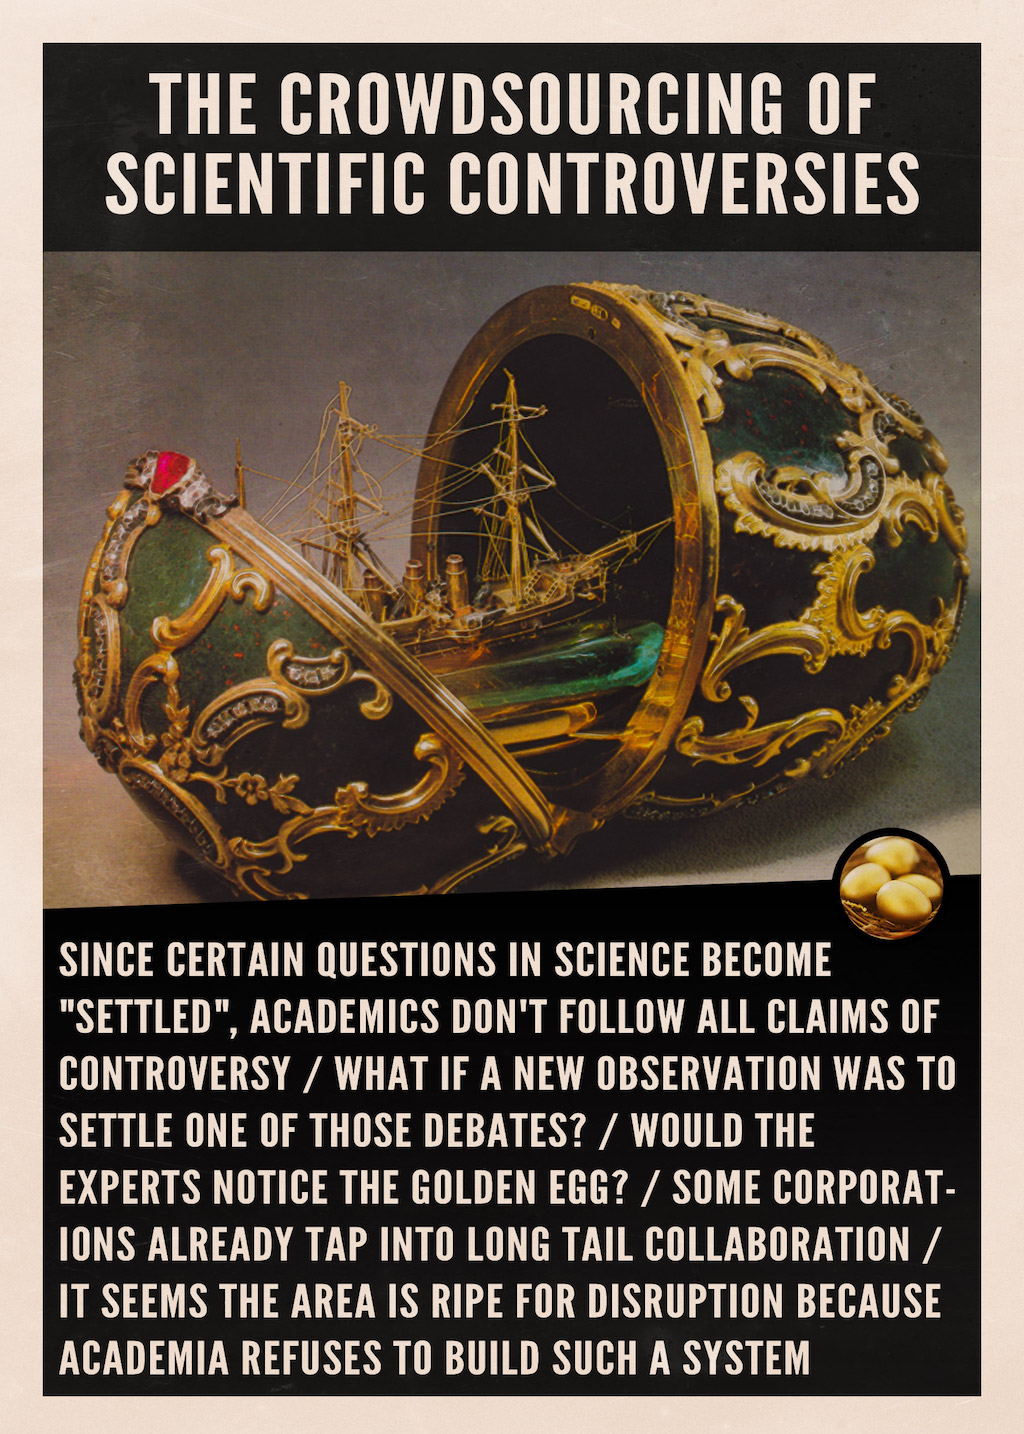 THE CROWDSOURCING OF
SCIENTIFIC CONTROVERSIES
SINCE CERTAIN QUESTIONS IN SCIENCE BECOME
"SETTLED", ACADEMICS DON'T FOLLOW ALL CLAIMS OF
CONTROVERSY / WHAT IF A NEW OBSERVATION WAS TO
SETTLE ONE OF THOSE DEBATES? / WOULD THE
EXPERTS NOTICE THE GOLDEN EGG? / SOME CORPORAT-
IONS ALREADY TAP INTO LONG TAIL COLLABORATION /
IT SEEMS THE AREA IS RIPE FOR DISRUPTION BECAUSE
ACADEMIA REFUSES TO BUILD SUCH A SYSTEM